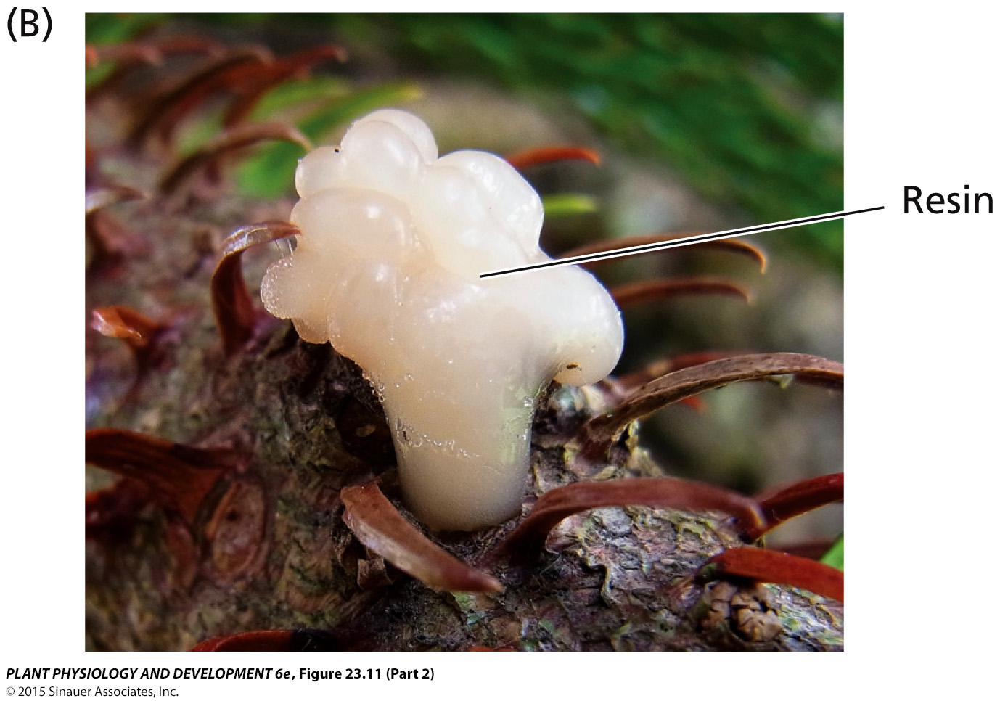 (B)
Resin
PLANT PHYSIOLOGY AND DEVELOPMENT 6e, Figure 23.11 (Part 2)
© 2015 Sinauer Associates, Inc.